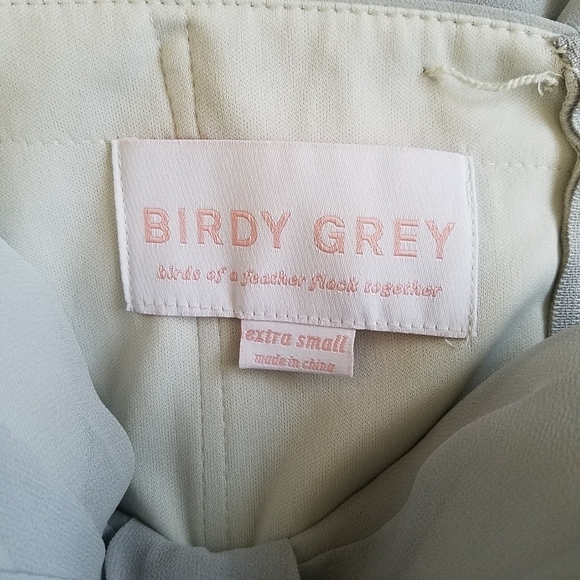 BIRDY GREY
birds of a feather flock together
extra small
made in china